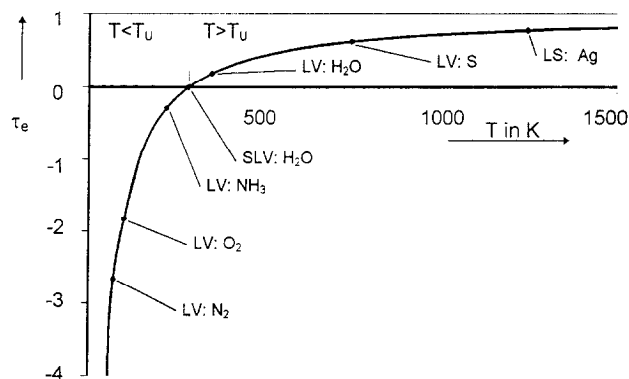 1
T<T_U
T>T_U
LV: H₂O
LV: S
LS: Ag
0
τ_e
500
1000
1500
T in K
SLV: H₂O
-1
LV: NH₃
-2
LV: O₂
-3
LV: N₂
-4